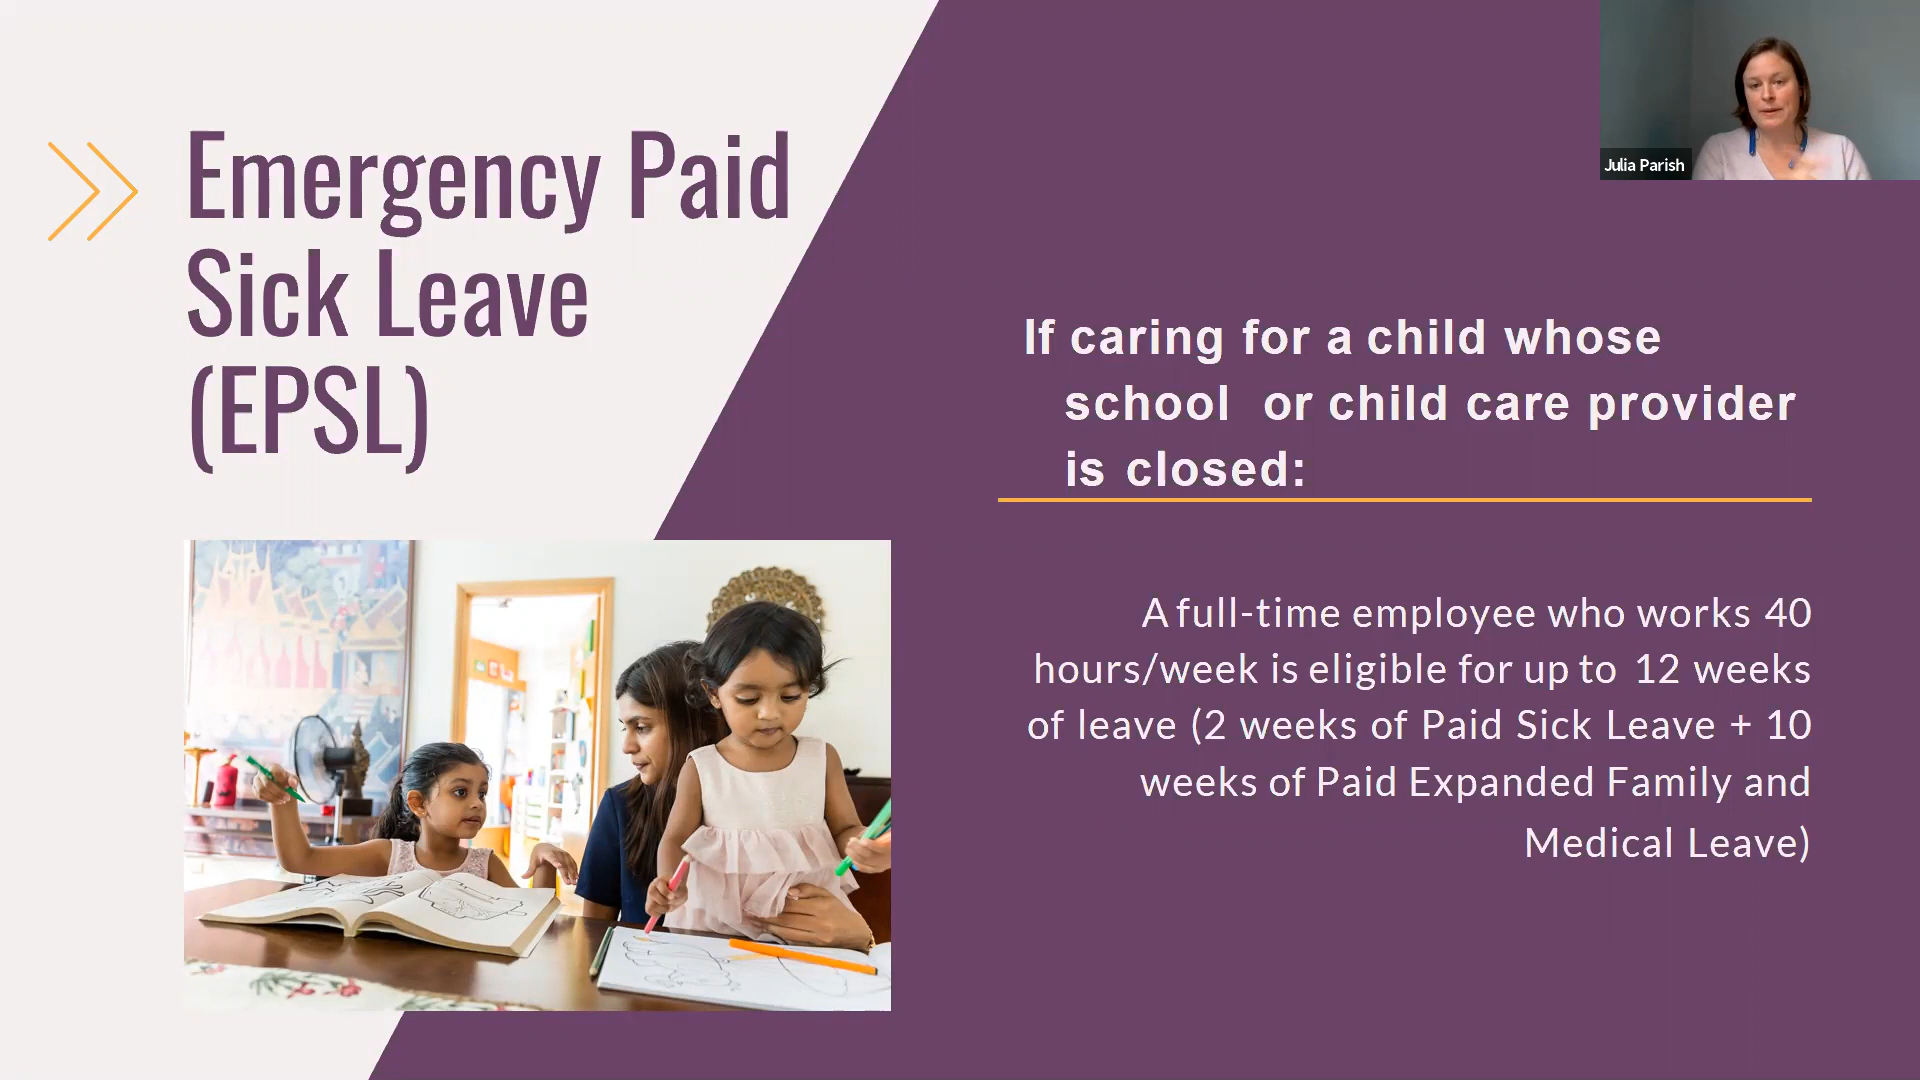 Emergency Paid
Sick Leave
(EPSL)
Julia Parish
If caring for a child whose
school or child care provider
is closed:
A full-time employee who works 40
hours/week is eligible for up to 12 weeks
of leave (2 weeks of Paid Sick Leave + 10
weeks of Paid Expanded Family and
Medical Leave)